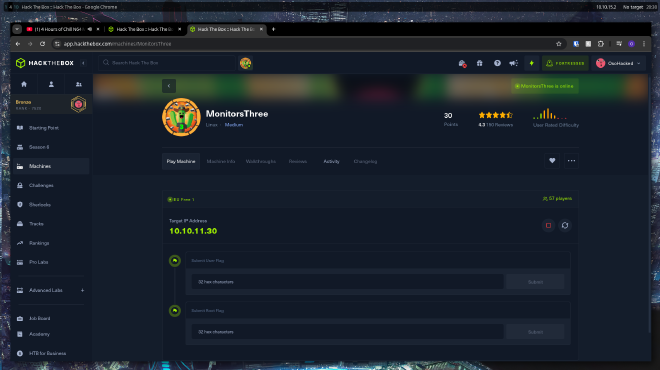 Hack The Box :: Hack The Box - Google Chrome
10.10.15.2
No target
20:38
(1) 4 Hours of Chill N64
Hack The Box :: Hack The Bo
Hack The Box :: Hack The Bo
app.hackthebox.com/machines/MonitorsThree
HACKTHEBOX
Search Hack The Box
FORTRESSES
OsoHacked
MonitorsThree is online
Bronze
Starting Point
Season 6
Machines
Challenges
Sherlocks
Tracks
Rankings
Pro Labs
Advanced Labs
Job Board
Academy
HTB for Business
MonitorsThree
Linux · Medium
30
Points
4.3
Reviews
User Rated Difficulty
Play Machine
Machine Info
Walkthroughs
Reviews
Activity
Changelog
EU Free 1
57 players
Target IP Address
10.10.11.30
Submit User Flag
32 hex characters
Submit
Submit Root Flag
32 hex characters
Submit